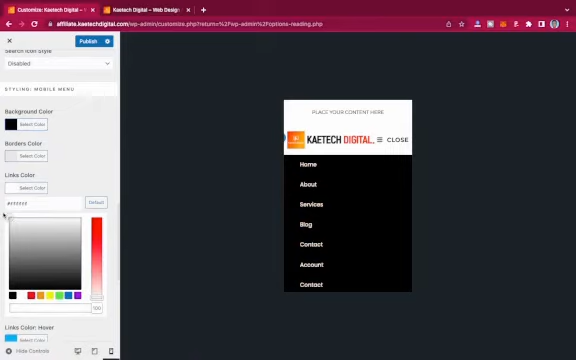 Customize: Kaetech Digital – W
Kaetech Digital – Web Design
affiliate.kaetechdigital.com/wp-admin/customize.php?return=%2Fwp-admin%2Foptions-reading.php
Publish
Search Icon Style
Disabled
STYLING: MOBILE MENU
Background Color
Select Color
Borders Color
Select Color
Links Color
Select Color
#ffffff
Default
100
Links Color: Hover
Select Color
Hide Controls
PLACE YOUR CONTENT HERE
KAETECH DIGITAL.
CLOSE
Home
About
Services
Blog
Contact
Account
Contact